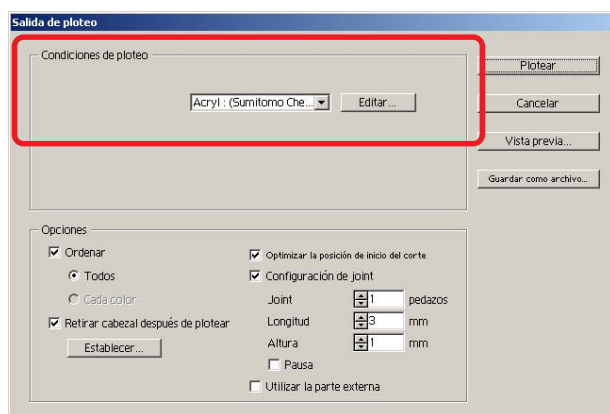 Salida de ploteo
Condiciones de ploteo
Acryl : (Sumitomo Che...
Editar...
Plotear
Cancelar
Vista previa...
Guardar como archivo...
Opciones
Ordenar
Todos
Cada color
Retirar cabezal después de plotear
Establecer...
Optimizar la posición de inicio del corte
Configuración de joint
Joint 1 pedazos
Longitud 3 mm
Altura 1 mm
Pausa
Utilizar la parte externa